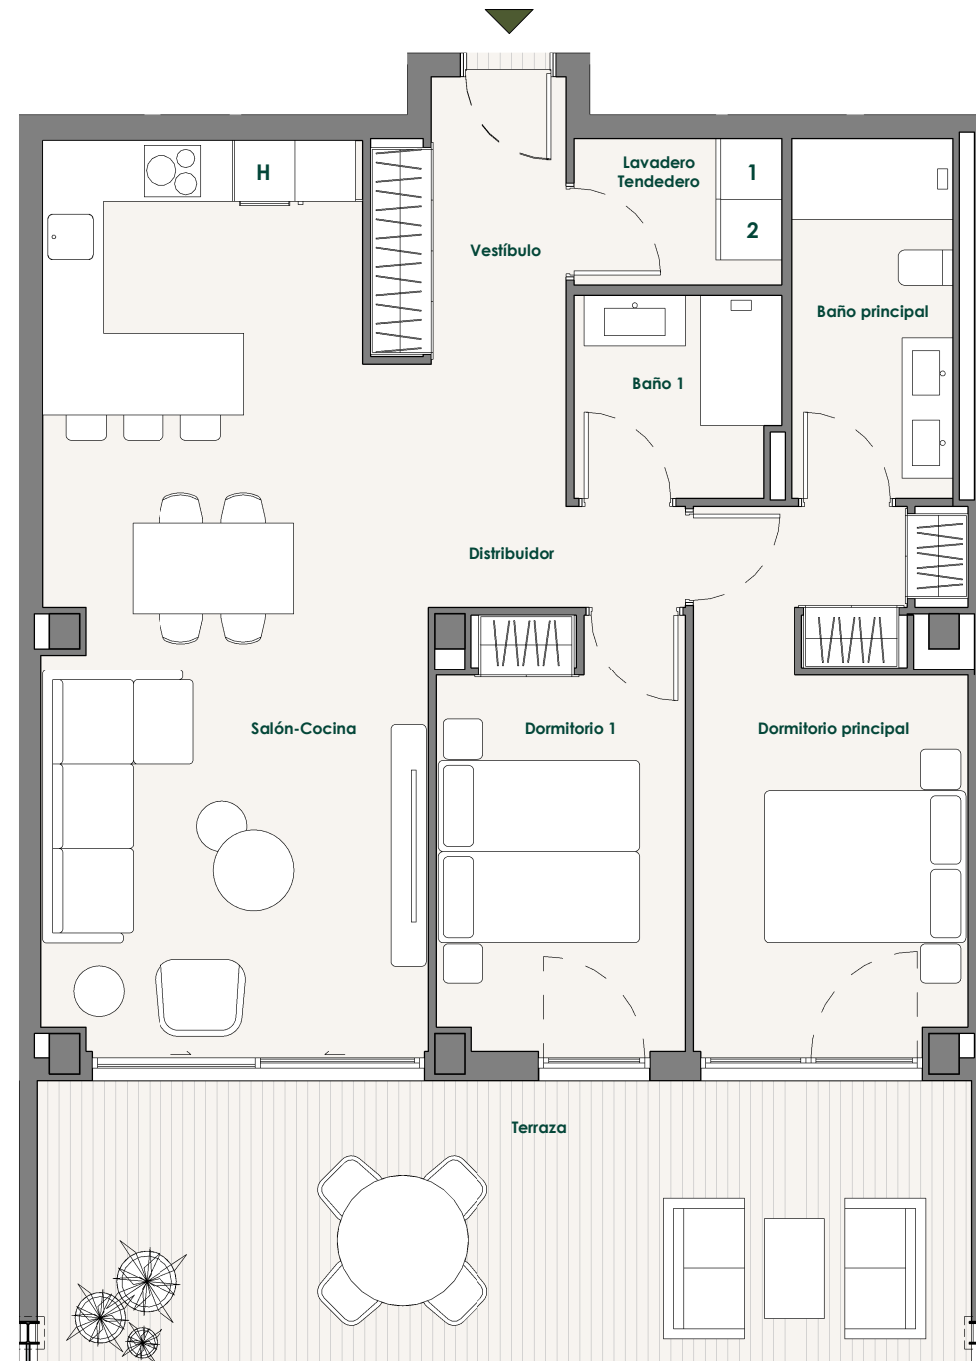 Lavadero
Tendedero
1
H
2
Vestíbulo
Baño principal
Baño 1
Distribuidor
Salón-Cocina
Dormitorio 1
Dormitorio principal
Terraza